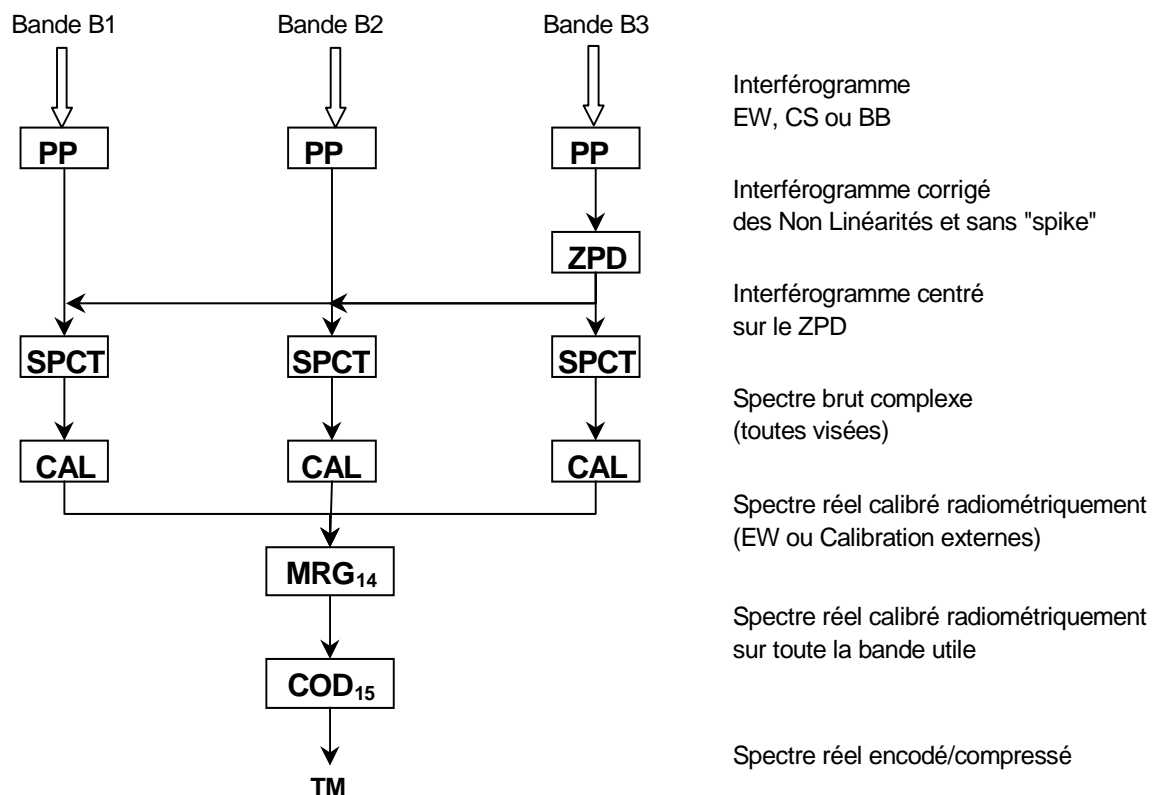 Bande B1 Bande B2 Bande B3
Interférogramme
EW, CS ou BB
PP PP PP
Interférogramme corrigé
des Non Linéarités et sans "spike"
ZPD
Interférogramme centré
sur le ZPD
SPCT SPCT SPCT
Spectre brut complexe
(toutes visées)
CAL CAL CAL
Spectre réel calibré radiométriquement
(EW ou Calibration externes)
MRG14
Spectre réel calibré radiométriquement
sur toute la bande utile
COD15
Spectre réel encodé/compressé
TM